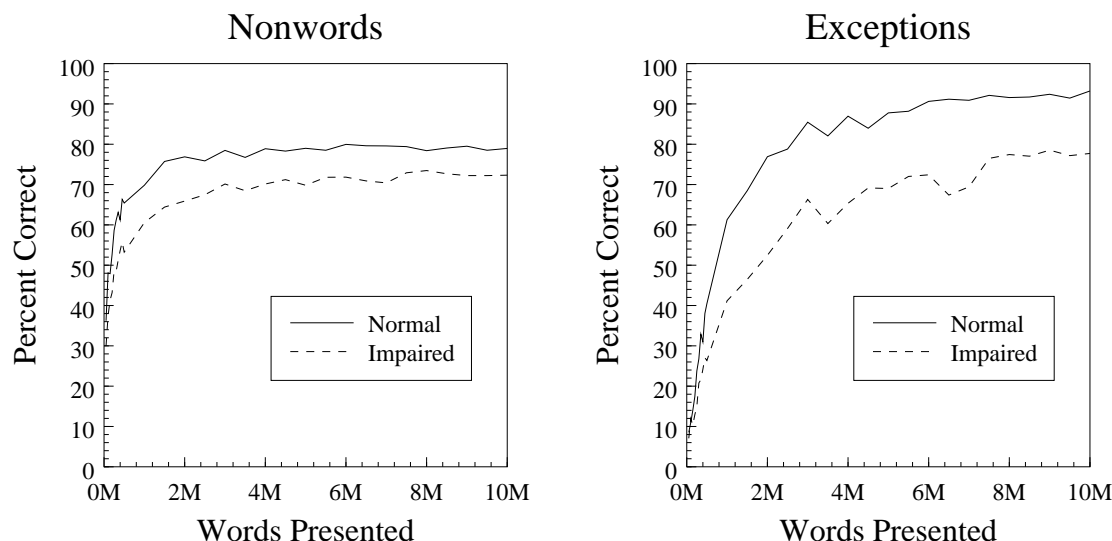 Nonwords
100
90
80
70
60
50
40
30
20
10
0
Percent Correct
Normal
Impaired
0M 2M 4M 6M 8M 10M
Words Presented
Exceptions
100
90
80
70
60
50
40
30
20
10
0
Percent Correct
Normal
Impaired
0M 2M 4M 6M 8M 10M
Words Presented